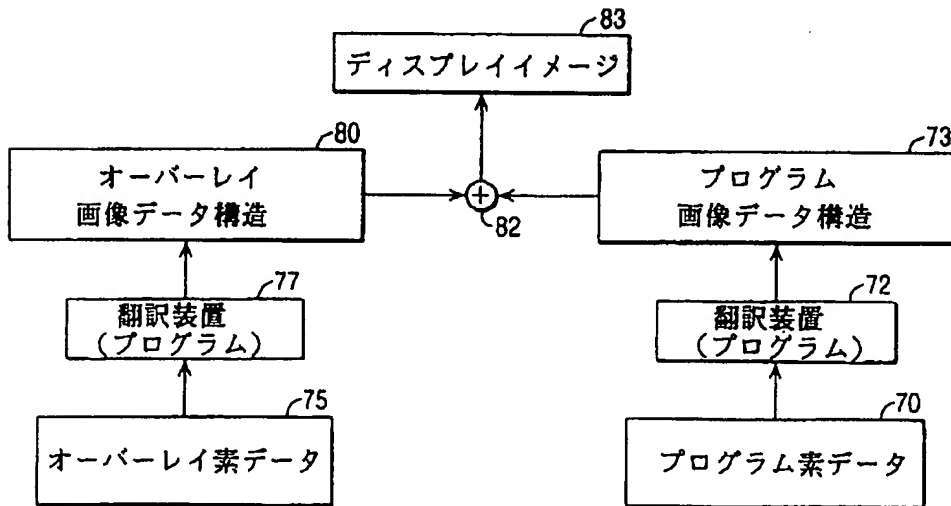 83
ディスプレイイメージ
80
オーバーレイ
画像データ構造
82
73
プログラム
画像データ構造
77
翻訳装置
(プログラム)
72
翻訳装置
(プログラム)
75
オーバーレイ素データ
70
プログラム素データ